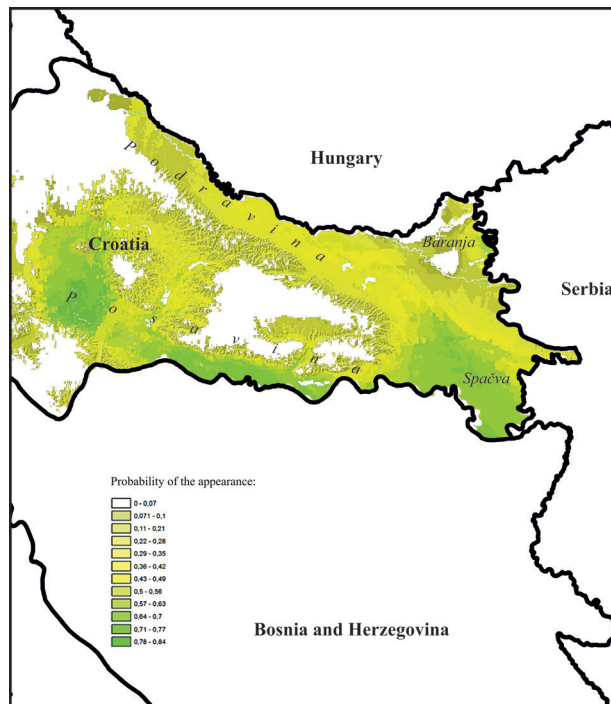 Hungary
Podravina
Baranja
Croatia
Serbia
Posavina
Spačva
Probability of the appearance:
0 - 0,07
0,071 - 0,1
0,11 - 0,21
0,22 - 0,28
0,29 - 0,35
0,36 - 0,42
0,43 - 0,49
0,5 - 0,56
0,57 - 0,63
0,64 - 0,7
0,71 - 0,77
0,78 - 0,84
Bosnia and Herzegovina